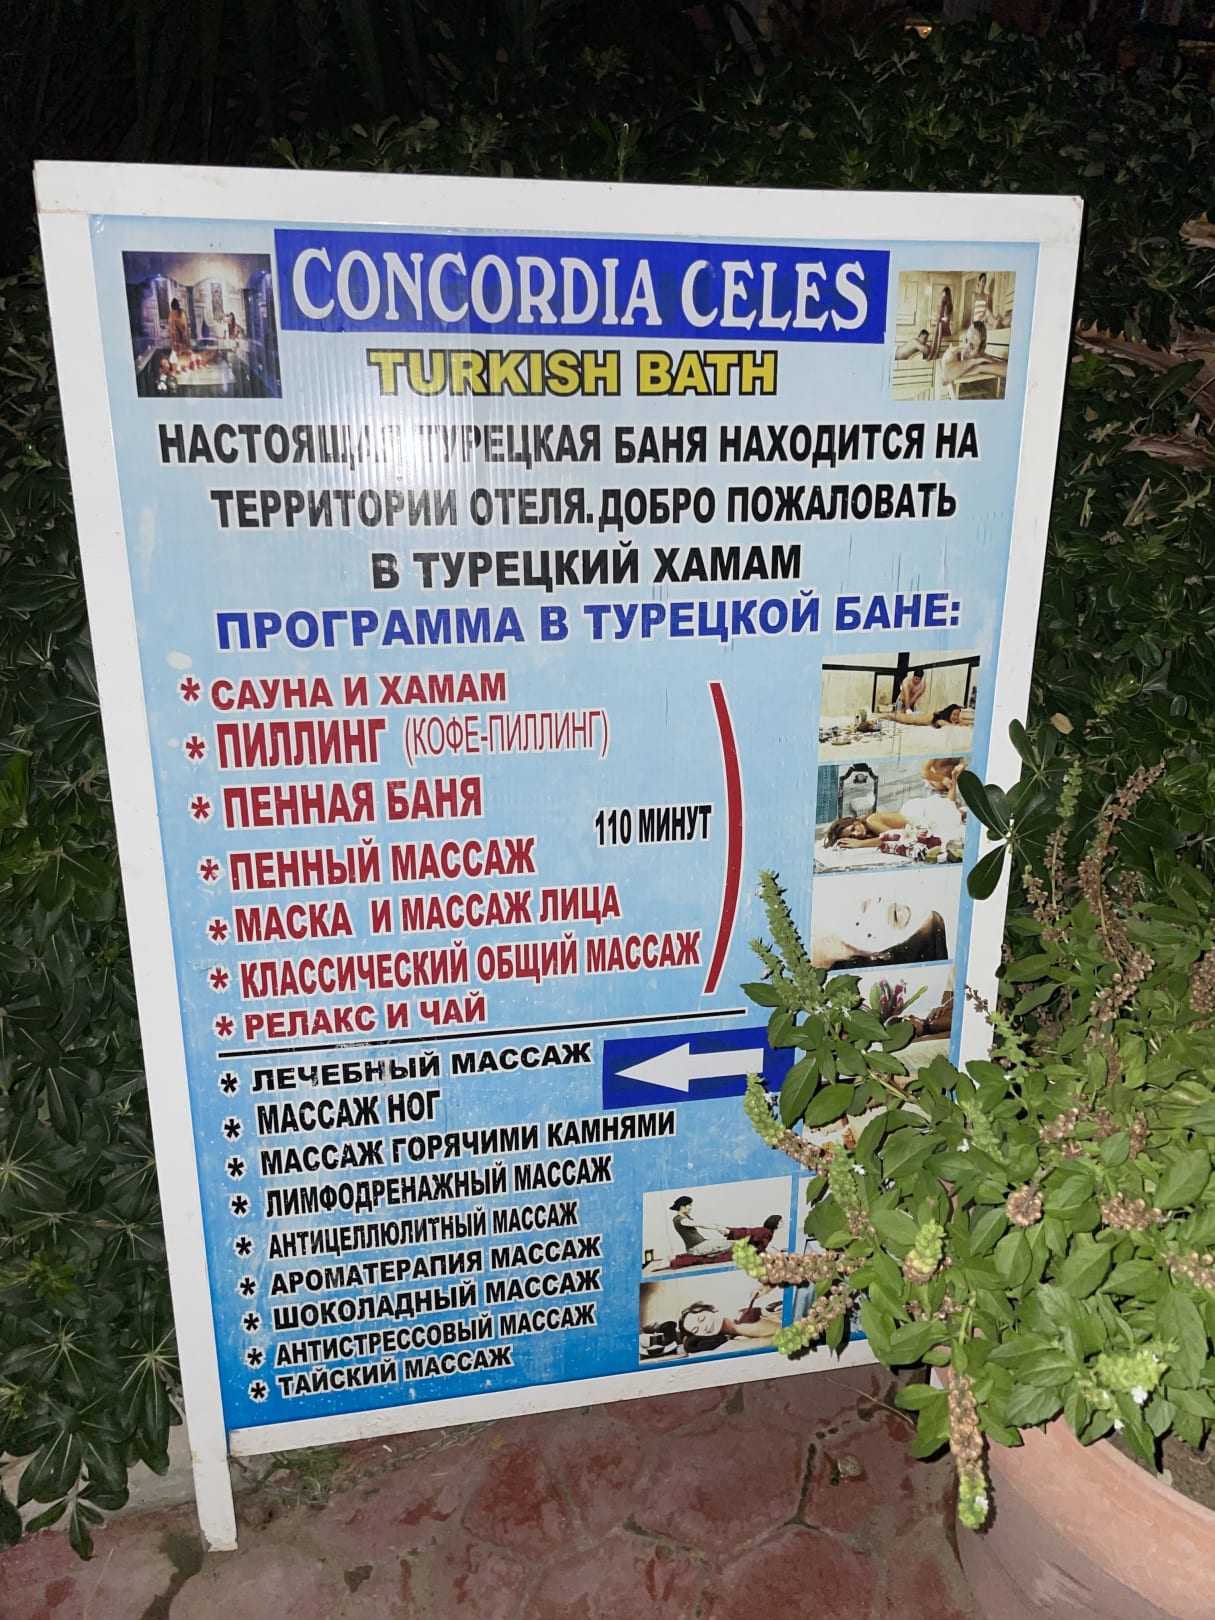 CONCORDIA CELES
TURKISH BATH
НАСТОЯЩАЯ ТУРЕЦКАЯ БАНЯ НАХОДИТСЯ НА
ТЕРРИТОРИИ ОТЕЛЯ.ДОБРО ПОЖАЛОВАТЬ
В ТУРЕЦКИЙ ХАМАМ
ПРОГРАММА В ТУРЕЦКОЙ БАНЕ:
* САУНА И ХАМАМ
* ПИЛЛИНГ (КОФЕ-ПИЛЛИНГ)
* ПЕННАЯ БАНЯ
110 МИНУТ
* ПЕННЫЙ МАССАЖ
* МАСКА И МАССАЖ ЛИЦА
* КЛАССИЧЕСКИЙ ОБЩИЙ МАССАЖ
* РЕЛАКС И ЧАЙ
* ЛЕЧЕБНЫЙ МАССАЖ
* МАССАЖ НОГ
* МАССАЖ ГОРЯЧИМИ КАМНЯМИ
* ЛИМФОДРЕНАЖНЫЙ МАССАЖ
* АНТИЦЕЛЛЮЛИТНЫЙ МАССАЖ
* АРОМАТЕРАПИЯ МАССАЖ
* ШОКОЛАДНЫЙ МАССАЖ
* АНТИСТРЕССОВЫЙ МАССАЖ
* ТАЙСКИЙ МАССАЖ